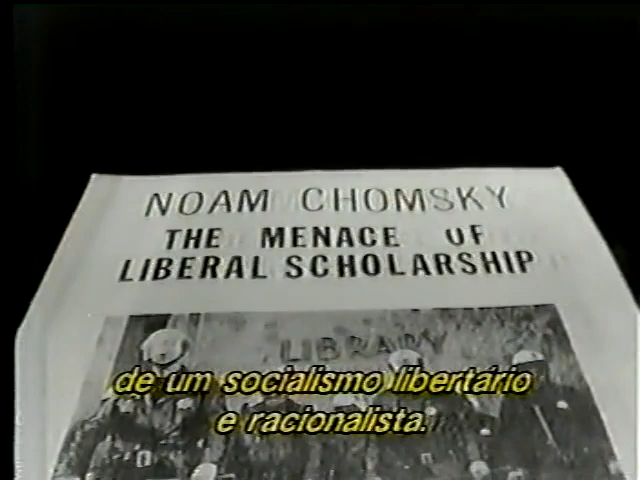 NOAM CHOMSKY
THE MENACE OF
LIBERAL SCHOLARSHIP
LIBRARY
de um socialismo libertário
e racionalista.